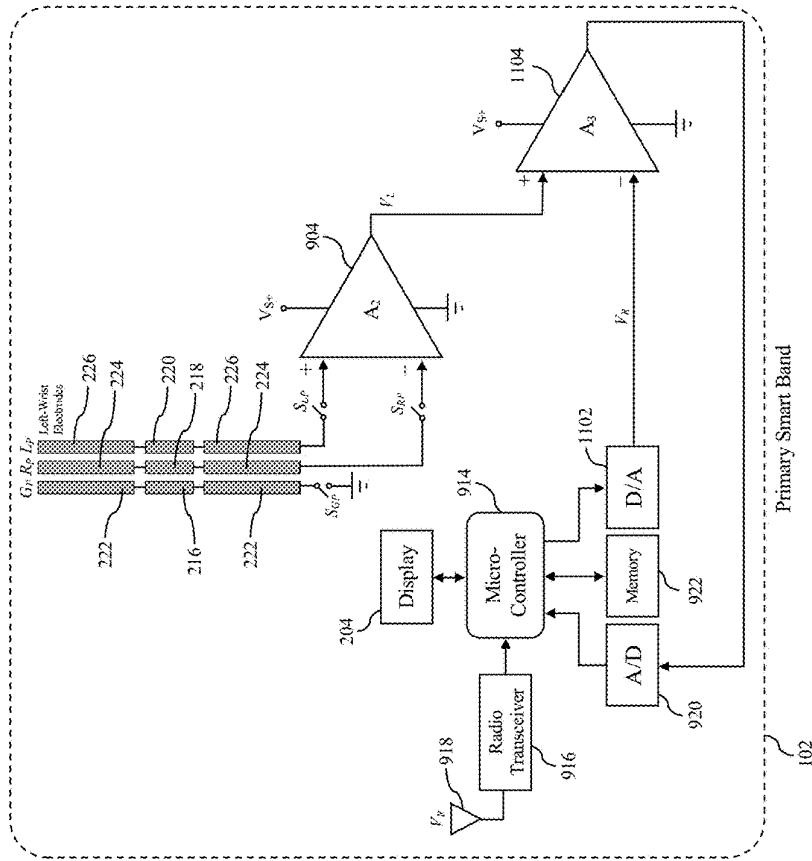 Left-Wrist
Electrodes
G_P R_P L_P
226
224
220
218
226
224
222
216
222
S_GP
S_LP
S_RP
+
−
V_S+
A_2
904
V_L
V_S+
+
−
A_3
1104
V_R
Display
204
Micro-
Controller
914
V_R
918
Radio
Transceiver
916
A/D
920
Memory
922
D/A
1102
Primary Smart Band
102